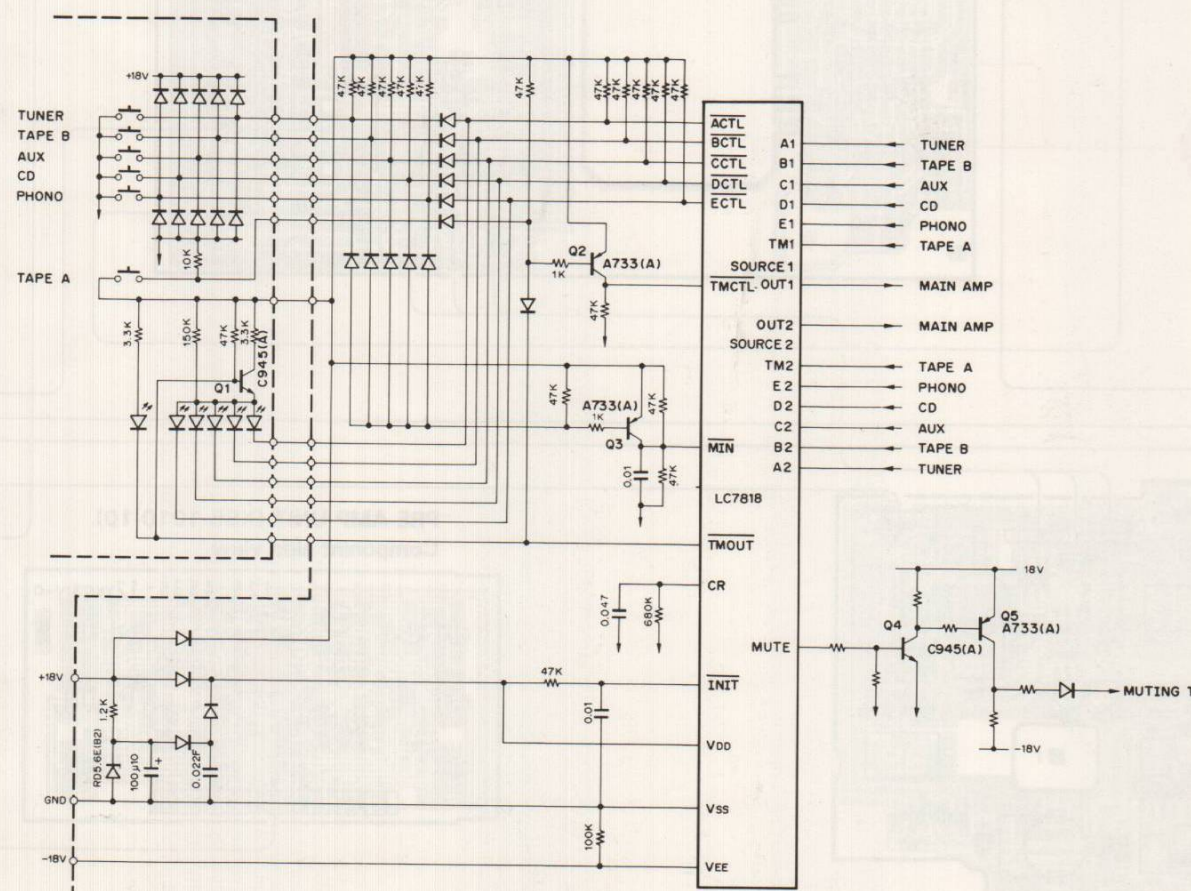 +18V
TUNER
TAPE B
AUX
CD
PHONO
TAPE A
10K
3.3K
150K
47K
3.3K
C945(A)
Q1
47K
47K
47K
47K
47K
47K
47K
47K
47K
47K
47K
Q2
A733(A)
1K
47K
47K
A733(A)
1K
47K
Q3
0.01
47K
ACTL
BCTL
CCTL
DCTL
ECTL
TMCTL
MIN
LC7818
TMOUT
CR
MUTE
INIT
VDD
VSS
VEE
A1
B1
C1
D1
E1
TM1
SOURCE 1
OUT1
OUT2
SOURCE 2
TM2
E2
D2
C2
B2
A2
TUNER
TAPE B
AUX
CD
PHONO
TAPE A
MAIN AMP
MAIN AMP
TAPE A
PHONO
CD
AUX
TAPE B
TUNER
0.047
680K
47K
0.01
100K
+18V
1.2K
RD5.6E(B2)
100μ10
+
0.022F
GND
-18V
18V
Q4
C945(A)
Q5
A733(A)
-18V
MUTING T